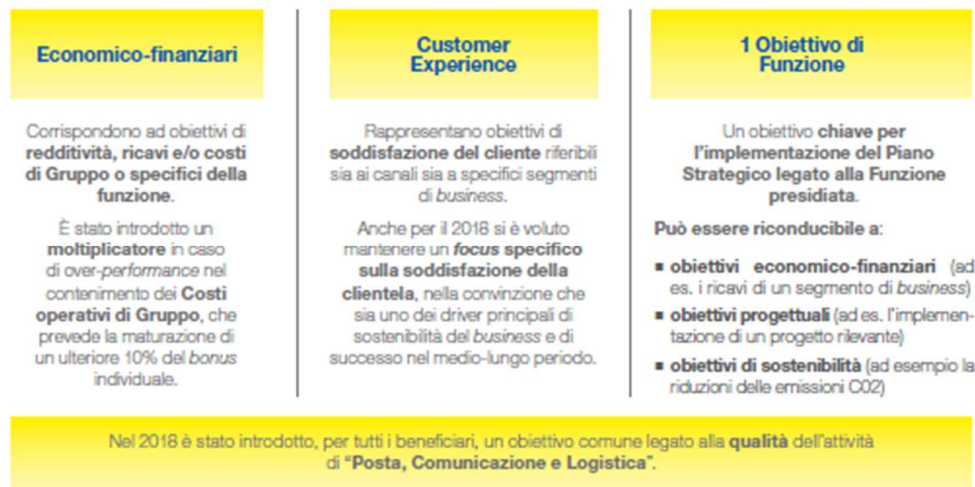 Economico-finanziari
Corrispondono ad obiettivi di
redditività, ricavi e/o costi
di Gruppo o specifici della
funzione.
È stato introdotto un
moltiplicatore in caso
di over-performance nel
contenimento dei Costi
operativi di Gruppo, che
prevede la maturazione di
un ulteriore 10% del bonus
individuale.
Customer
Experience
Rappresentano obiettivi di
soddisfazione del cliente riferibili
sia ai canali sia a specifici segmenti
di business.
Anche per il 2018 si è voluto
mantenere un focus specifico
sulla soddisfazione della
clientela, nella convinzione che
sia uno dei driver principali di
sostenibilità del business e di
successo nel medio-lungo periodo.
1 Obiettivo di
Funzione
Un obiettivo chiave per
l'implementazione del Piano
Strategico legato alla Funzione
presidiata.
Può essere riconducibile a:
▪ obiettivi economico-finanziari (ad
es. i ricavi di un segmento di business)
▪ obiettivi progettuali (ad es. l'implemen-
tazione di un progetto rilevante)
▪ obiettivi di sostenibilità (ad esempio la
riduzioni delle emissioni C02)
Nel 2018 è stato introdotto, per tutti i beneficiari, un obiettivo comune legato alla qualità dell'attività
di "Posta, Comunicazione e Logistica".